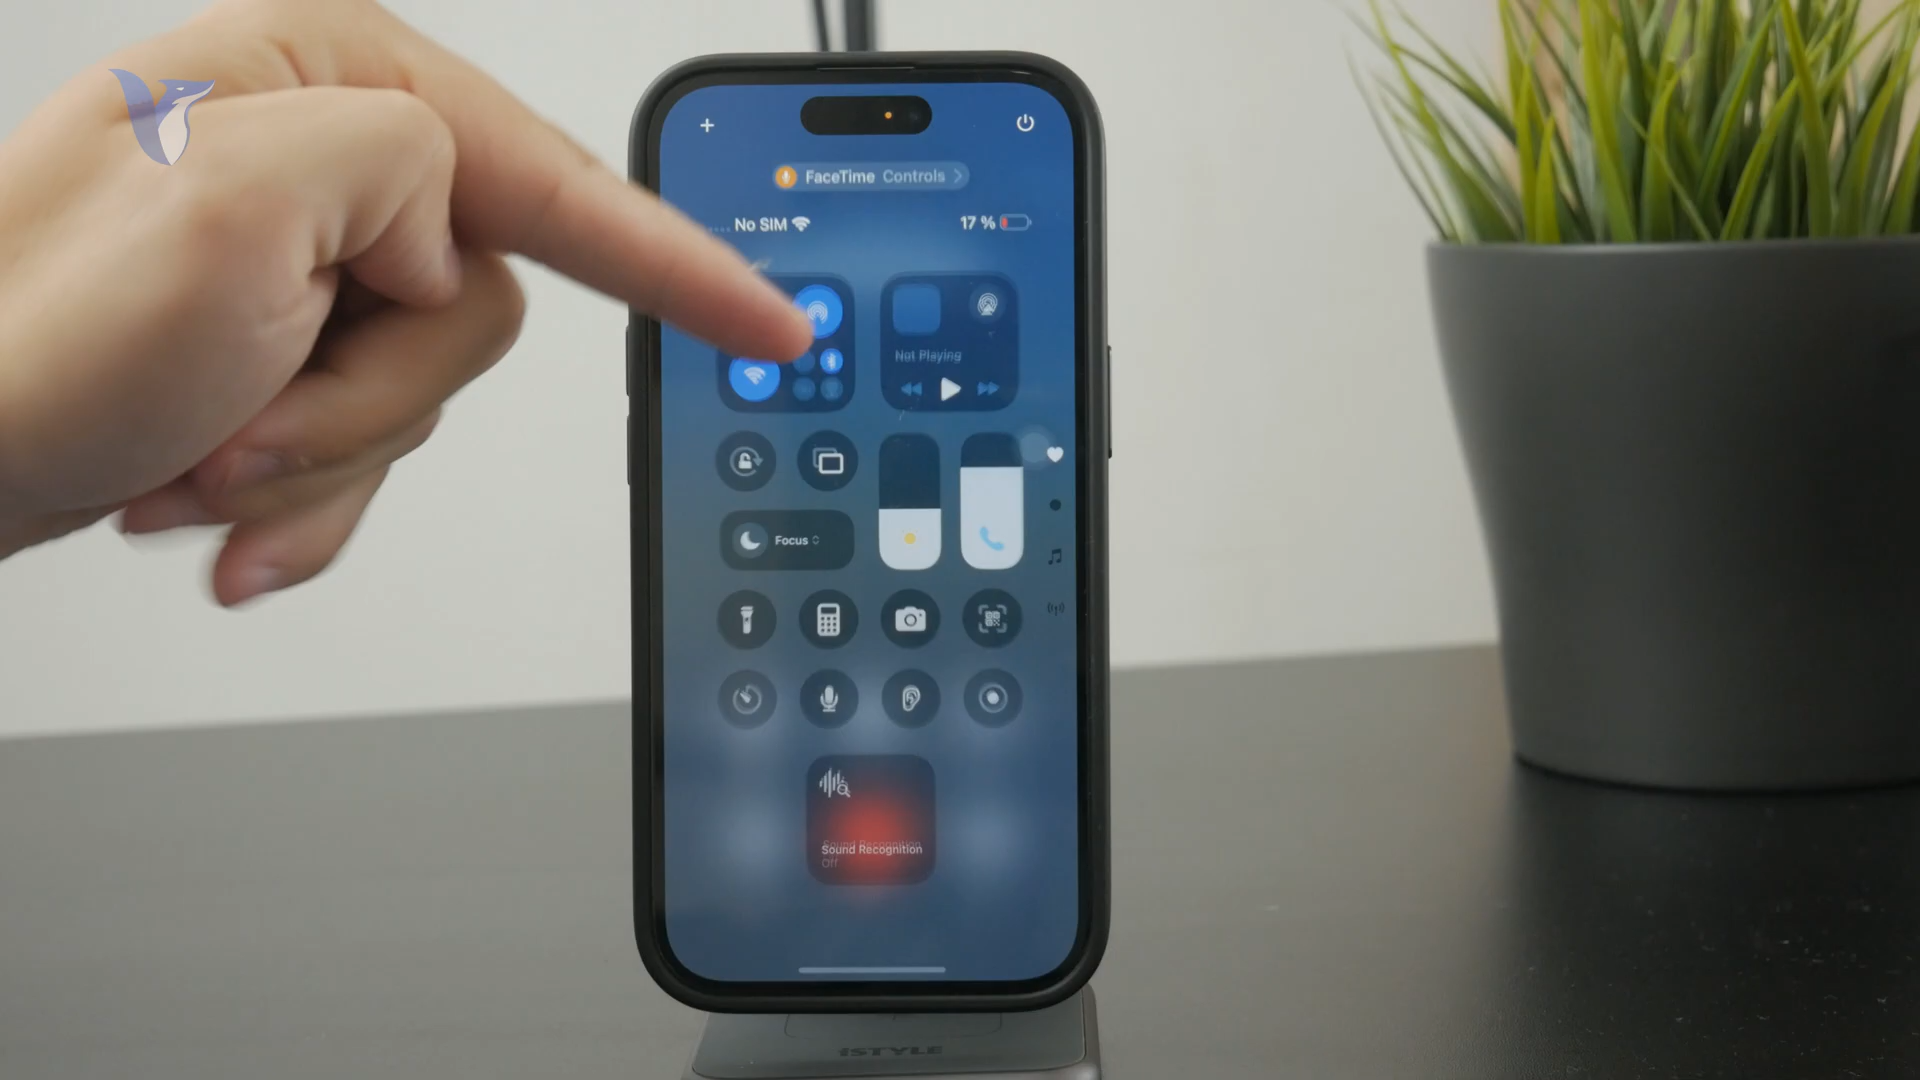 FaceTime Controls
No SIM
17 %
Not Playing
Focus
Sound Recognition
Off
iSTYLE